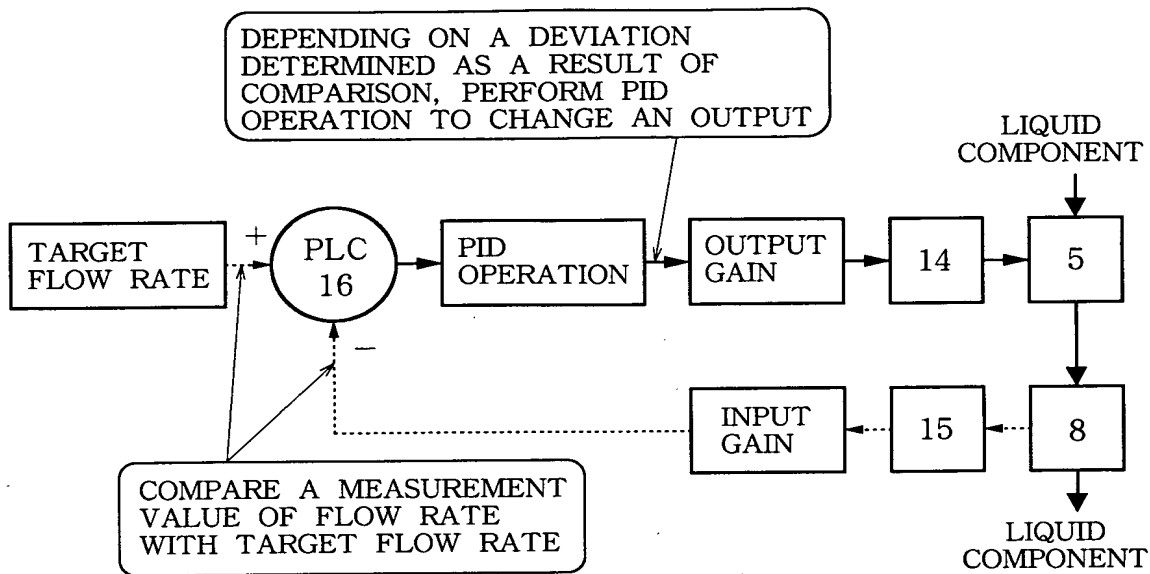 DEPENDING ON A DEVIATION
DETERMINED AS A RESULT OF
COMPARISON, PERFORM PID
OPERATION TO CHANGE AN OUTPUT
LIQUID
COMPONENT
TARGET
FLOW RATE
+
PLC
16
PID
OPERATION
OUTPUT
GAIN
14
5
−
INPUT
GAIN
15
8
COMPARE A MEASUREMENT
VALUE OF FLOW RATE
WITH TARGET FLOW RATE
LIQUID
COMPONENT